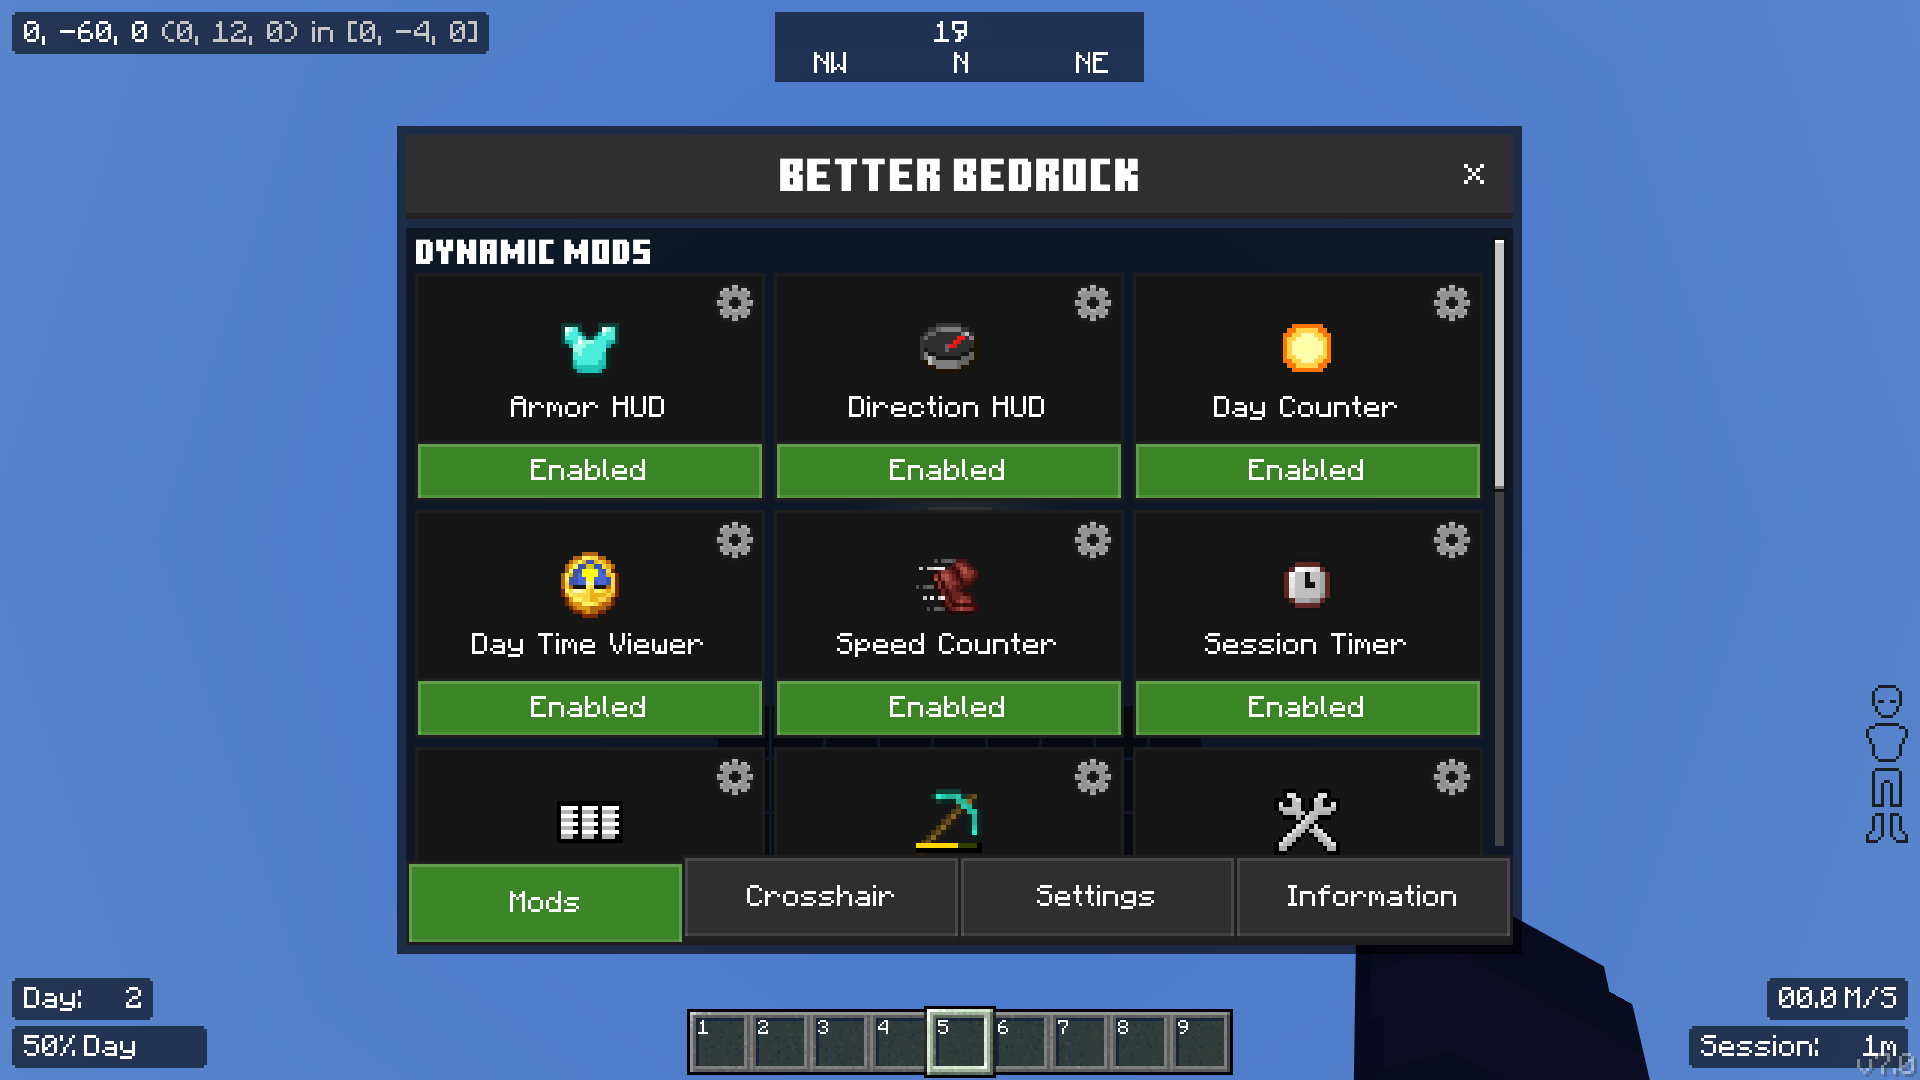 0, -60, 0 (0, 12, 0) in [0, -4, 0]
19
NW N NE
BETTER BEDROCK
DYNAMIC MODS
Armor HUD
Direction HUD
Day Counter
Enabled
Enabled
Enabled
Day Time Viewer
Speed Counter
Session Timer
Enabled
Enabled
Enabled
Mods
Crosshair
Settings
Information
Day: 2
50% Day
1 2 3 4 5 6 7 8 9
00.0 M/S
Session: 1m
v7.0